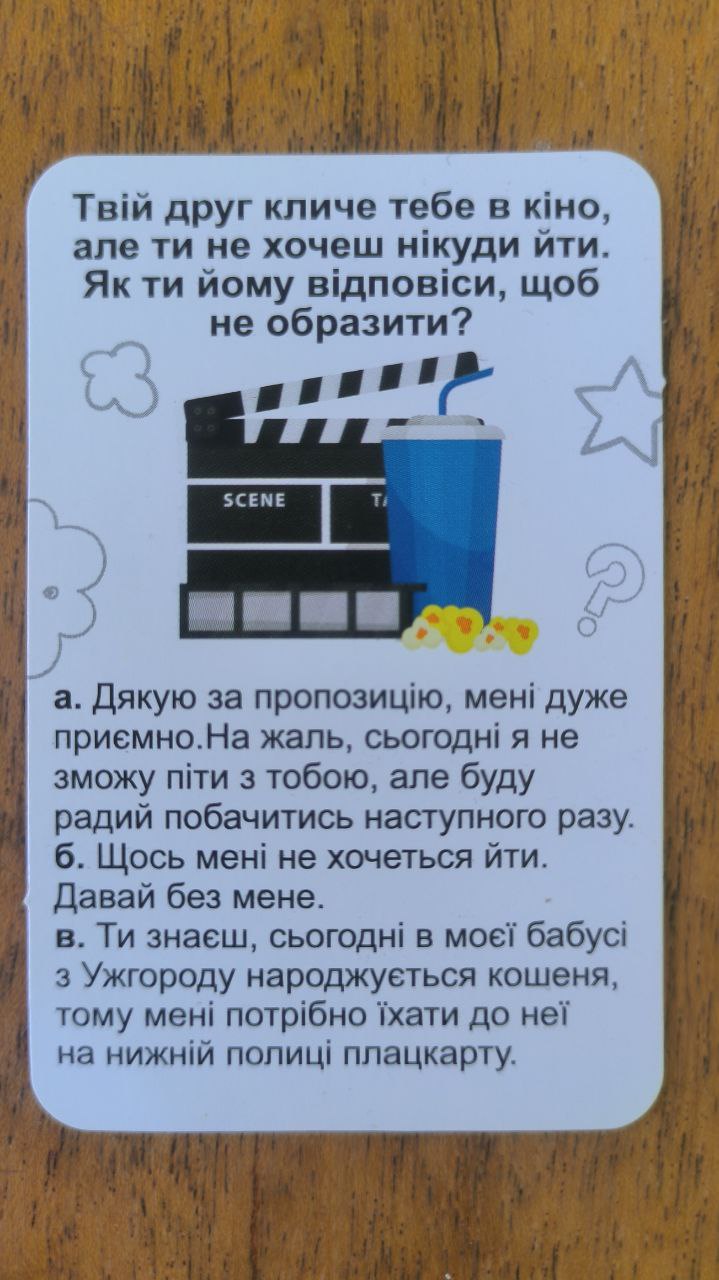 Твій друг кличе тебе в кіно,
але ти не хочеш нікуди йти.
Як ти йому відповіси, щоб
не образити?
SCENE
TA
а. Дякую за пропозицію, мені дуже
приємно.На жаль, сьогодні я не
зможу піти з тобою, але буду
радий побачитись наступного разу.
б. Щось мені не хочеться йти.
Давай без мене.
в. Ти знаєш, сьогодні в моєї бабусі
з Ужгороду народжується кошеня,
тому мені потрібно їхати до неї
на нижній полиці плацкарту.